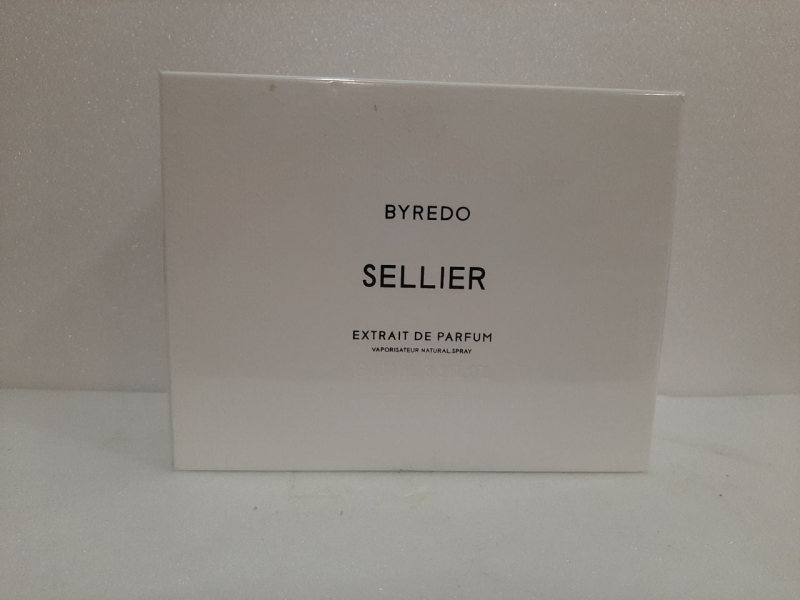 BYREDO
SELLIER
EXTRAIT DE PARFUM
VAPORISATEUR NATURAL SPRAY